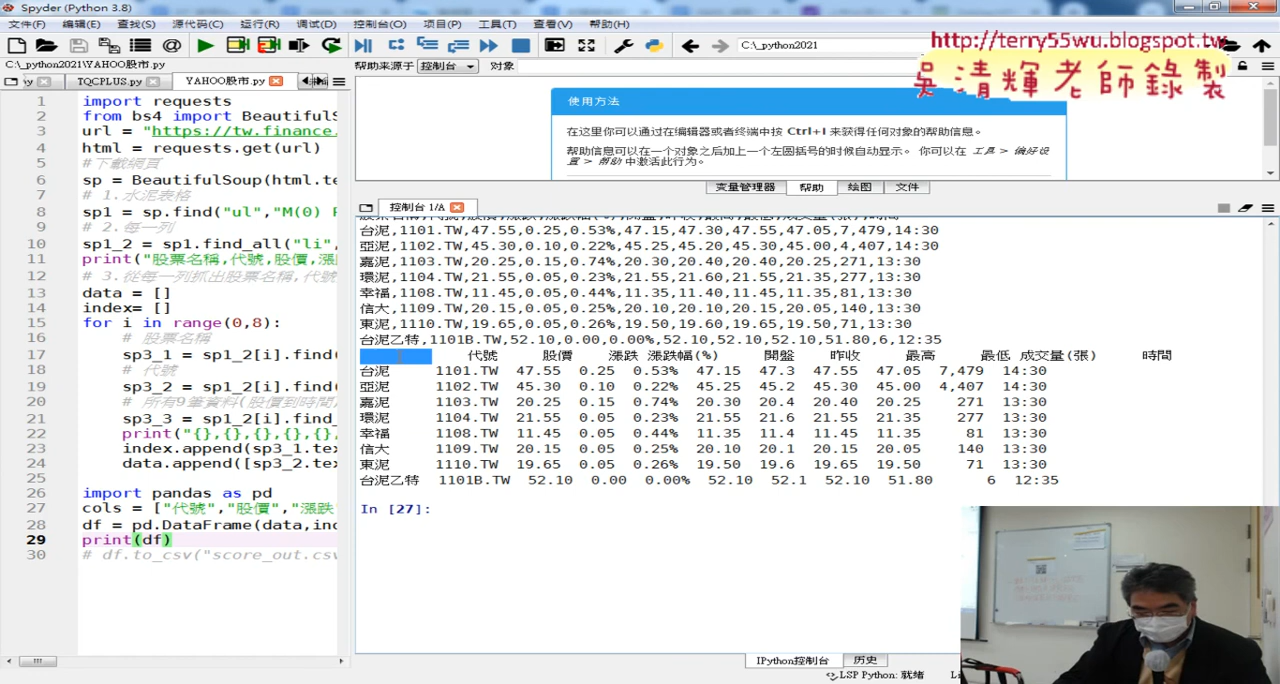 Spyder (Python 3.8)
文件(F) 编辑(E) 查找(S) 源代码(C) 运行(R) 调试(D) 控制台(O) 项目(P) 工具(T) 查看(V) 帮助(H)
C:\_python2021
http://terry55wu.blogspot.tw
吳清輝老師錄製
C:\_python2021\YAHOO股市.py
TQCPLUS.py
YAHOO股市.py
帮助来源于 控制台 对象
1 import requests
2 from bs4 import BeautifulS
3 url = "https://tw.finance.
4 html = requests.get(url)
5 #下載網頁
6 sp = BeautifulSoup(html.te
7 # 1.水泥表格
8 sp1 = sp.find("ul","M(0) P
9 # 2.每一列
10 sp1_2 = sp1.find_all("li",
11 print("股票名稱,代號,股價,漲
12 # 3.從每一列抓出股票名稱,代號
13 data = []
14 index= []
15 for i in range(0,8):
16 # 股票名稱
17 sp3_1 = sp1_2[i].find(
18 # 代號
19 sp3_2 = sp1_2[i].find(
20 # 所有9筆資料(股價到時間)
21 sp3_3 = sp1_2[i].find_
22 print("{},{},{},{},{},
23 index.append(sp3_1.tex
24 data.append([sp3_2.tex
25
26 import pandas as pd
27 cols = ["代號","股價","漲跌
28 df = pd.DataFrame(data,ind
29 print(df)
30 # df.to_csv("score_out.csv
使用方法
在这里你可以通过在编辑器或者终端中按 Ctrl+I 来获得任何对象的帮助信息。
帮助信息可以在一个对象之后加上一个左圆括号的时候自动显示。 你可以在 工具 > 偏好设
置 > 帮助 中激活此行为。
变量管理器 帮助 绘图 文件
控制台 1/A
台泥,1101.TW,47.55,0.25,0.53%,47.15,47.30,47.55,47.05,7,479,14:30
亞泥,1102.TW,45.30,0.10,0.22%,45.25,45.20,45.30,45.00,4,407,14:30
嘉泥,1103.TW,20.25,0.15,0.74%,20.30,20.40,20.40,20.25,271,13:30
環泥,1104.TW,21.55,0.05,0.23%,21.55,21.60,21.55,21.35,277,13:30
幸福,1108.TW,11.45,0.05,0.44%,11.35,11.40,11.45,11.35,81,13:30
信大,1109.TW,20.15,0.05,0.25%,20.10,20.10,20.15,20.05,140,13:30
東泥,1110.TW,19.65,0.05,0.26%,19.50,19.60,19.65,19.50,71,13:30
台泥乙特,1101B.TW,52.10,0.00,0.00%,52.10,52.10,52.10,51.80,6,12:35
代號 股價 漲跌 漲跌幅(%) 開盤 昨收 最高 最低 成交量(張) 時間
台泥 1101.TW 47.55 0.25 0.53% 47.15 47.3 47.55 47.05 7,479 14:30
亞泥 1102.TW 45.30 0.10 0.22% 45.25 45.2 45.30 45.00 4,407 14:30
嘉泥 1103.TW 20.25 0.15 0.74% 20.30 20.4 20.40 20.25 271 13:30
環泥 1104.TW 21.55 0.05 0.23% 21.55 21.6 21.55 21.35 277 13:30
幸福 1108.TW 11.45 0.05 0.44% 11.35 11.4 11.45 11.35 81 13:30
信大 1109.TW 20.15 0.05 0.25% 20.10 20.1 20.15 20.05 140 13:30
東泥 1110.TW 19.65 0.05 0.26% 19.50 19.6 19.65 19.50 71 13:30
台泥乙特 1101B.TW 52.10 0.00 0.00% 52.10 52.1 52.10 51.80 6 12:35
In [27]:
IPython控制台 历史
LSP Python: 就绪